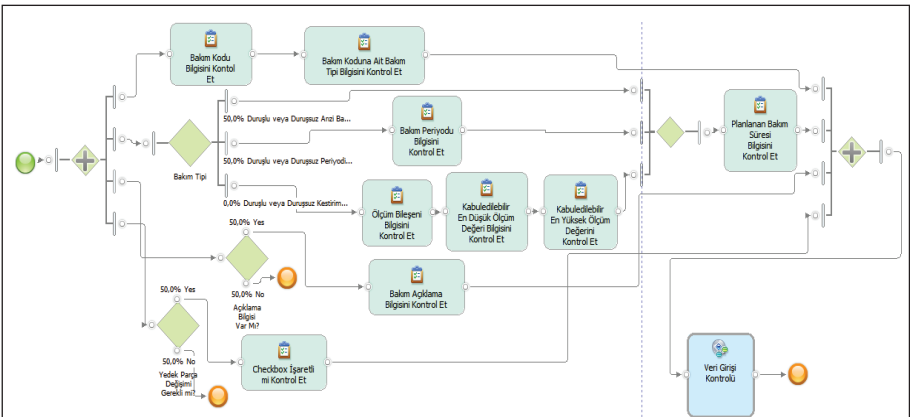 Bakım Kodu
Bilgisini Kontol
Et
Bakım Koduna Ait Bakım
Tipi Bilgisini Kontrol Et
50,0% Duruşlu veya Duruşsuz Arızi Ba...
Bakım Periyodu
Bilgisini
Kontrol Et
Planlanan Bakım
Süresi
Bilgisini
Kontrol Et
50,0% Duruşlu veya Duruşsuz Periyodi...
Bakım Tipi
0,0% Duruşlu veya Duruşsuz Kestirim...
Ölçüm Bileşeni
Bilgisini
Kontrol Et
Kabuledilebilir
En Düşük Ölçüm
Değeri Bilgisini
Kontrol Et
Kabuledilebilir
En Yüksek Ölçüm
Değerini
Kontrol Et
50,0% Yes
50,0% No
Açıklama
Bilgisi
Var Mı?
Bakım Açıklama
Bilgisini Kontrol Et
50,0% Yes
50,0% No
Yedek Parça
Değişimi
Gerekli mi?
Checkbox İşaretli
mi Kontrol Et
Veri Girişi
Kontrolü